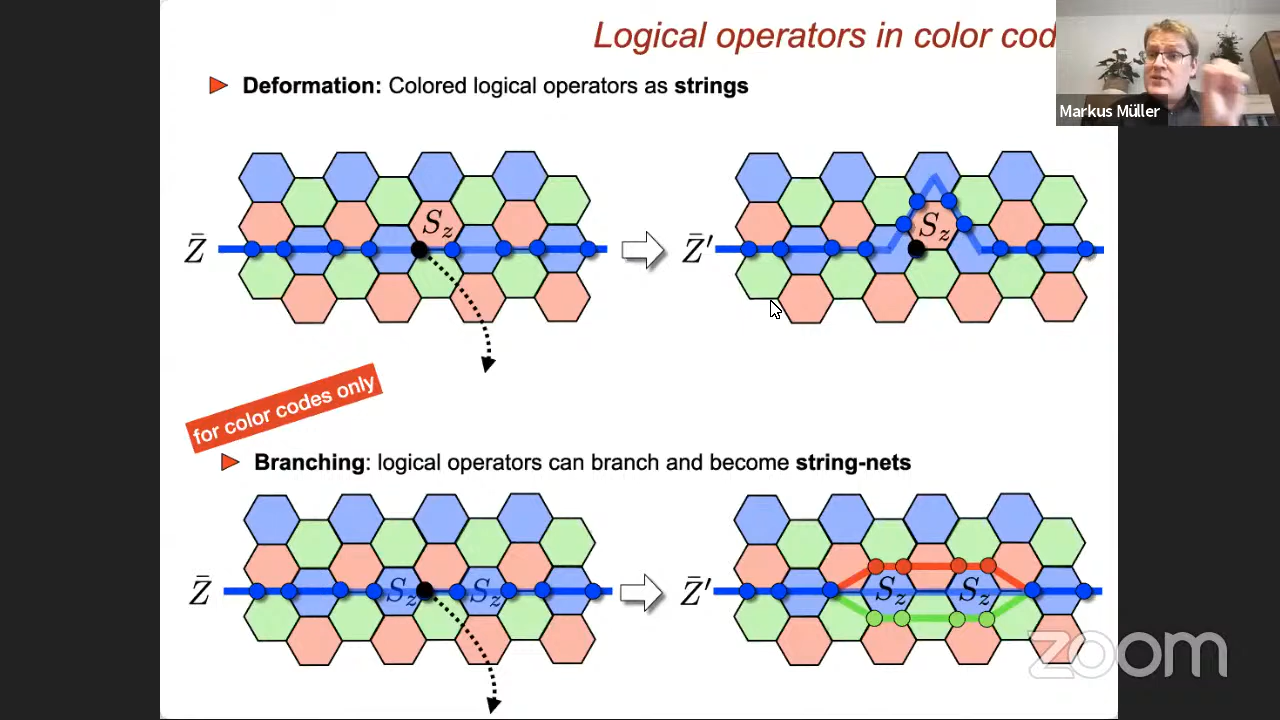 Logical operators in color cod
Markus Müller
Deformation: Colored logical operators as strings
Z̄ S_z Z̄′ S_z
for color codes only
Branching: logical operators can branch and become string-nets
Z̄ S_z S_z Z̄′ S_z S_z
zoom